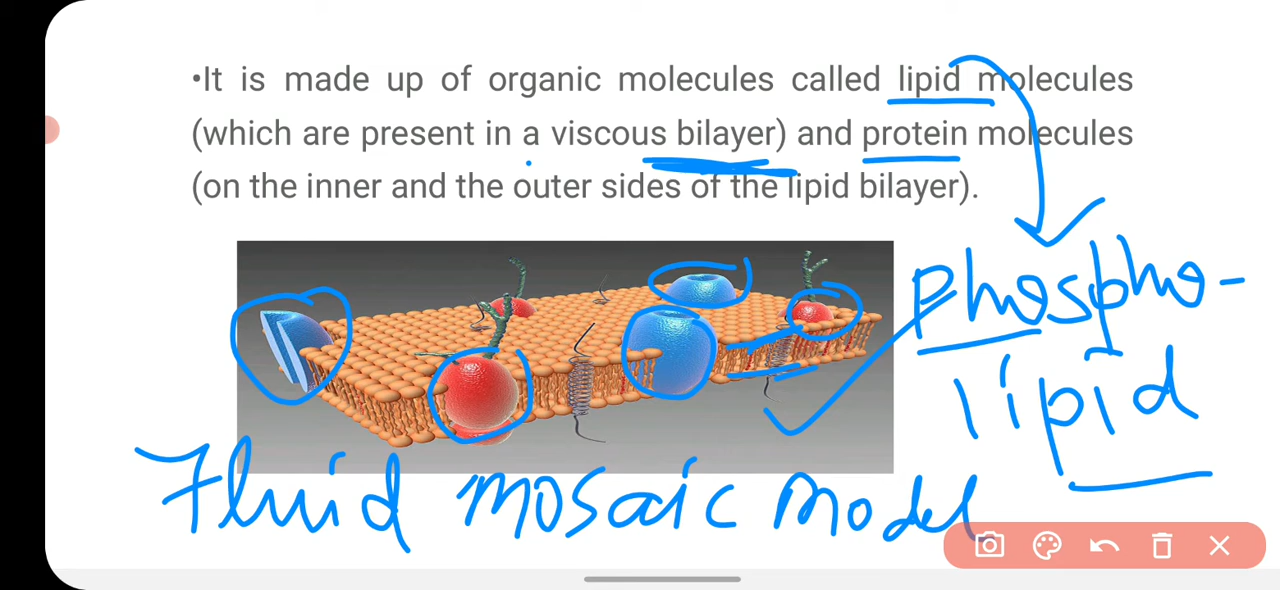 •It is made up of organic molecules called lipid molecules
(which are present in a viscous bilayer) and protein molecules
(on the inner and the outer sides of the lipid bilayer).
Phospho-
lipid
Fluid mosaic model